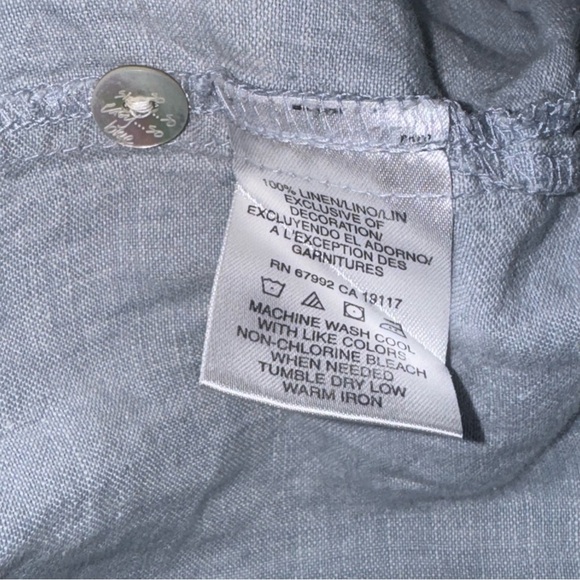 100% LINEN/LINO/LIN
EXCLUSIVE OF
DECORATION/
EXCLUYENDO EL ADORNO/
A L'EXCEPTION DES
GARNITURES
RN 67992 CA 19117
MACHINE WASH COOL
WITH LIKE COLORS
NON-CHLORINE BLEACH
WHEN NEEDED
TUMBLE DRY LOW
WARM IRON